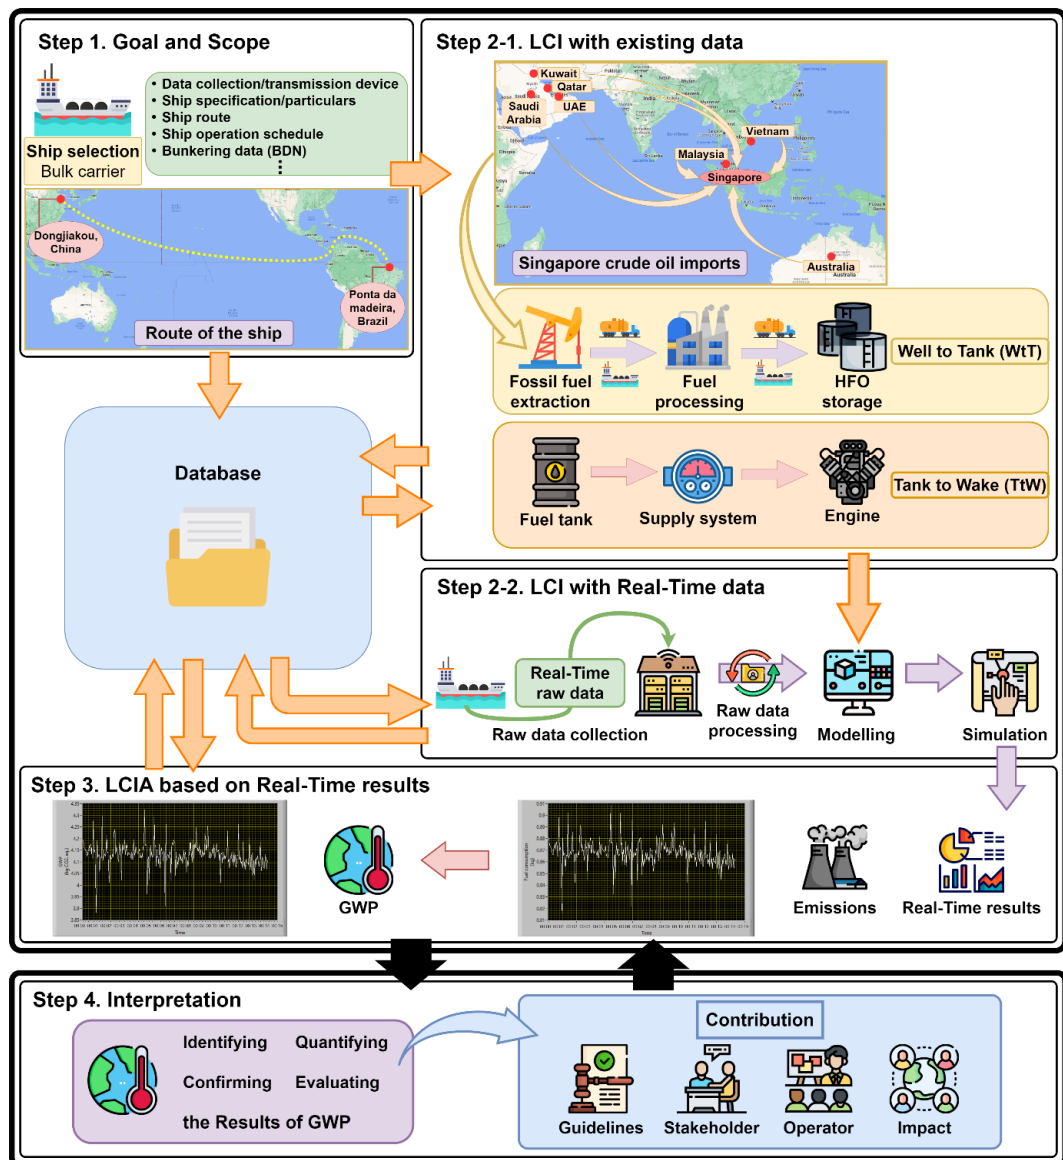 Step 1. Goal and Scope
Ship selection
Bulk carrier
• Data collection/transmission device
• Ship specification/particulars
• Ship route
• Ship operation schedule
• Bunkering data (BDN)
⋮
Dongjiakou,
China
Ponta da
madeira,
Brazil
Route of the ship
Step 2-1. LCI with existing data
Kuwait
Qatar
UAE
Saudi
Arabia
Vietnam
Malaysia
Singapore
Australia
Singapore crude oil imports
Fossil fuel
extraction
Fuel
processing
HFO
storage
Well to Tank (WtT)
Fuel tank
Supply system
Engine
Tank to Wake (TtW)
Database
Step 2-2. LCI with Real-Time data
Real-Time
raw data
Raw data collection
Raw data
processing
Modelling
Simulation
Step 3. LCIA based on Real-Time results
GWP
Time
GWP
Fuel consumption
Time
Emissions
Real-Time results
Step 4. Interpretation
Identifying
Quantifying
Confirming
Evaluating
the Results of GWP
Contribution
Guidelines
Stakeholder
Operator
Impact